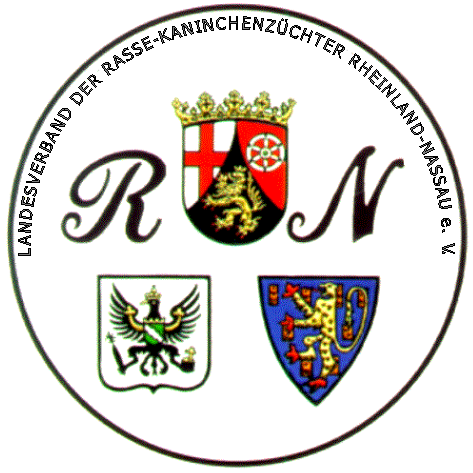 LANDESVERBAND DER RASSE-KANINCHENZÜCHTER RHEINLAND-NASSAU e. V.
R N